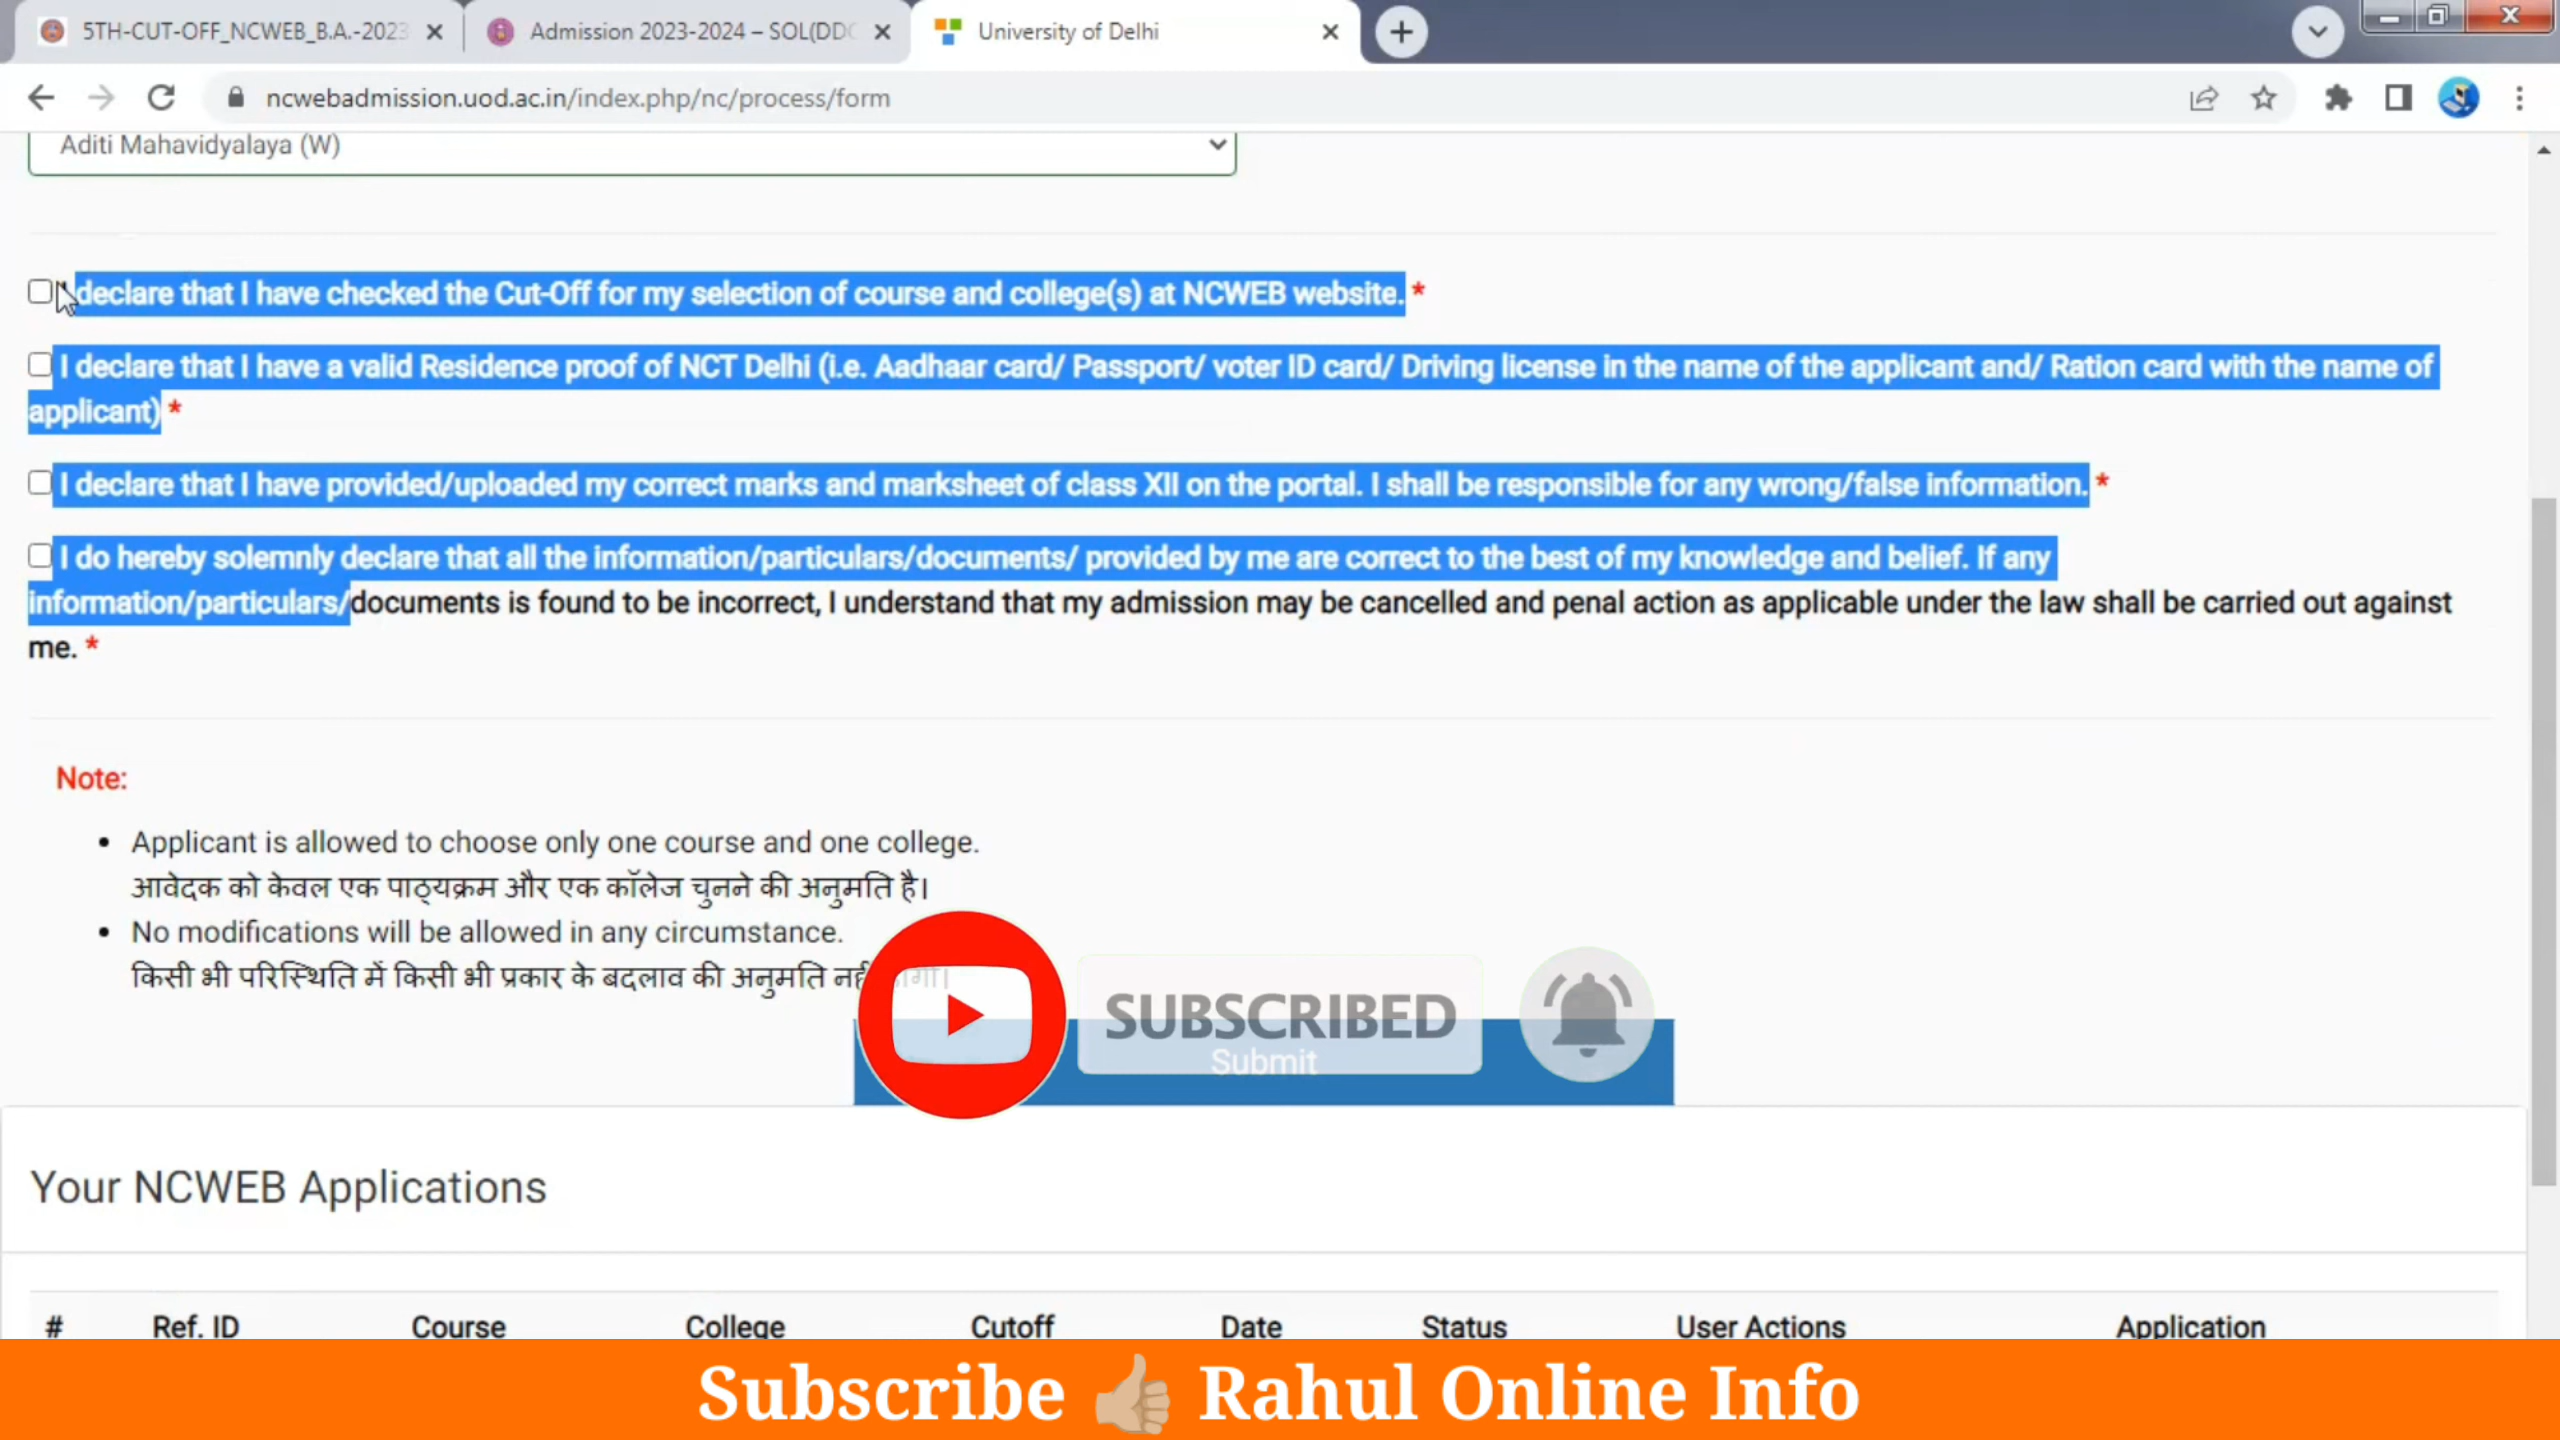 5TH-CUT-OFF_NCWEB_B.A.-2023
Admission 2023-2024 – SOL(DDC
University of Delhi
ncwebadmission.uod.ac.in/index.php/nc/process/form
Aditi Mahavidyalaya (W)
I declare that I have checked the Cut-Off for my selection of course and college(s) at NCWEB website. *
I declare that I have a valid Residence proof of NCT Delhi (i.e. Aadhaar card/ Passport/ voter ID card/ Driving license in the name of the applicant and/ Ration card with the name of
applicant) *
I declare that I have provided/uploaded my correct marks and marksheet of class XII on the portal. I shall be responsible for any wrong/false information. *
I do hereby solemnly declare that all the information/particulars/documents/ provided by me are correct to the best of my knowledge and belief. If any
information/particulars/documents is found to be incorrect, I understand that my admission may be cancelled and penal action as applicable under the law shall be carried out against
me. *
Note:
• Applicant is allowed to choose only one course and one college.
आवेदक को केवल एक पाठ्यक्रम और एक कॉलेज चुनने की अनुमति है।
• No modifications will be allowed in any circumstance.
किसी भी परिस्थिति में किसी भी प्रकार के बदलाव की अनुमति
SUBSCRIBED
Submit
Your NCWEB Applications
# Ref. ID Course College Cutoff Date Status User Actions Application
Subscribe Rahul Online Info